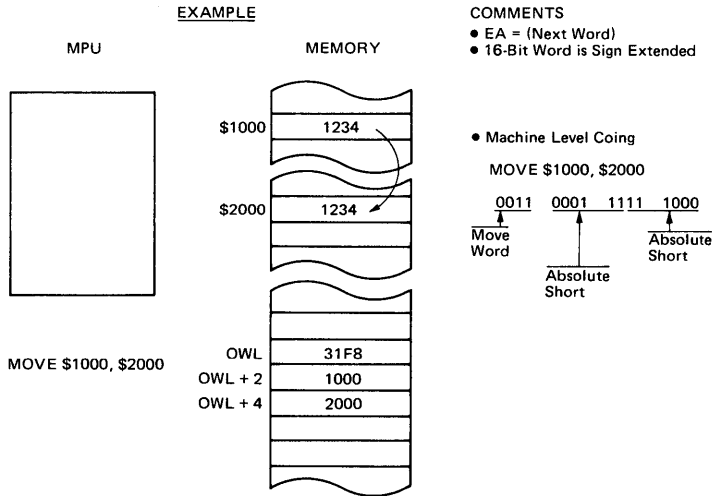 EXAMPLE
MPU
MEMORY
$1000 1234
$2000 1234
OWL 31F8
OWL + 2 1000
OWL + 4 2000
MOVE $1000, $2000
COMMENTS
● EA = (Next Word)
● 16-Bit Word is Sign Extended
● Machine Level Coing
MOVE $1000, $2000
0011 0001 1111 1000
Move
Word
Absolute
Short
Absolute
Short